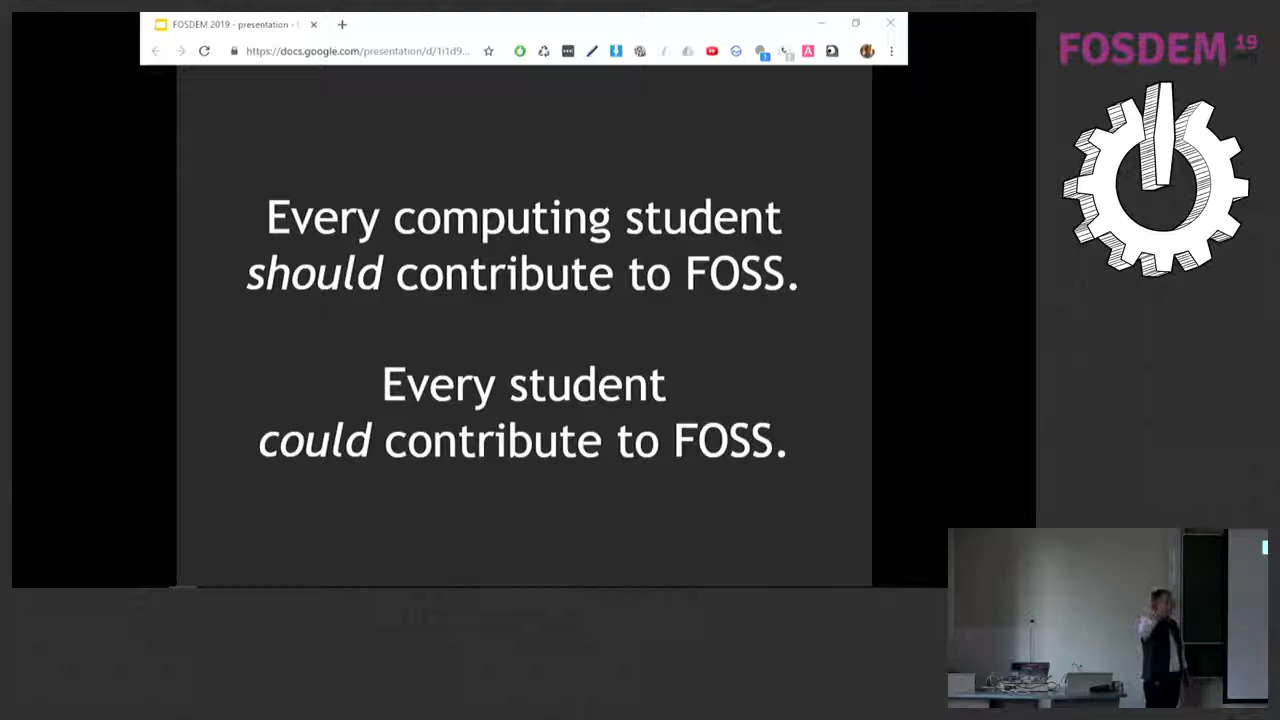 FOSDEM 2019 - presentation -
https://docs.google.com/presentation/d/1i1d9...
FOSDEM 19
Every computing student
should contribute to FOSS.
Every student
could contribute to FOSS.